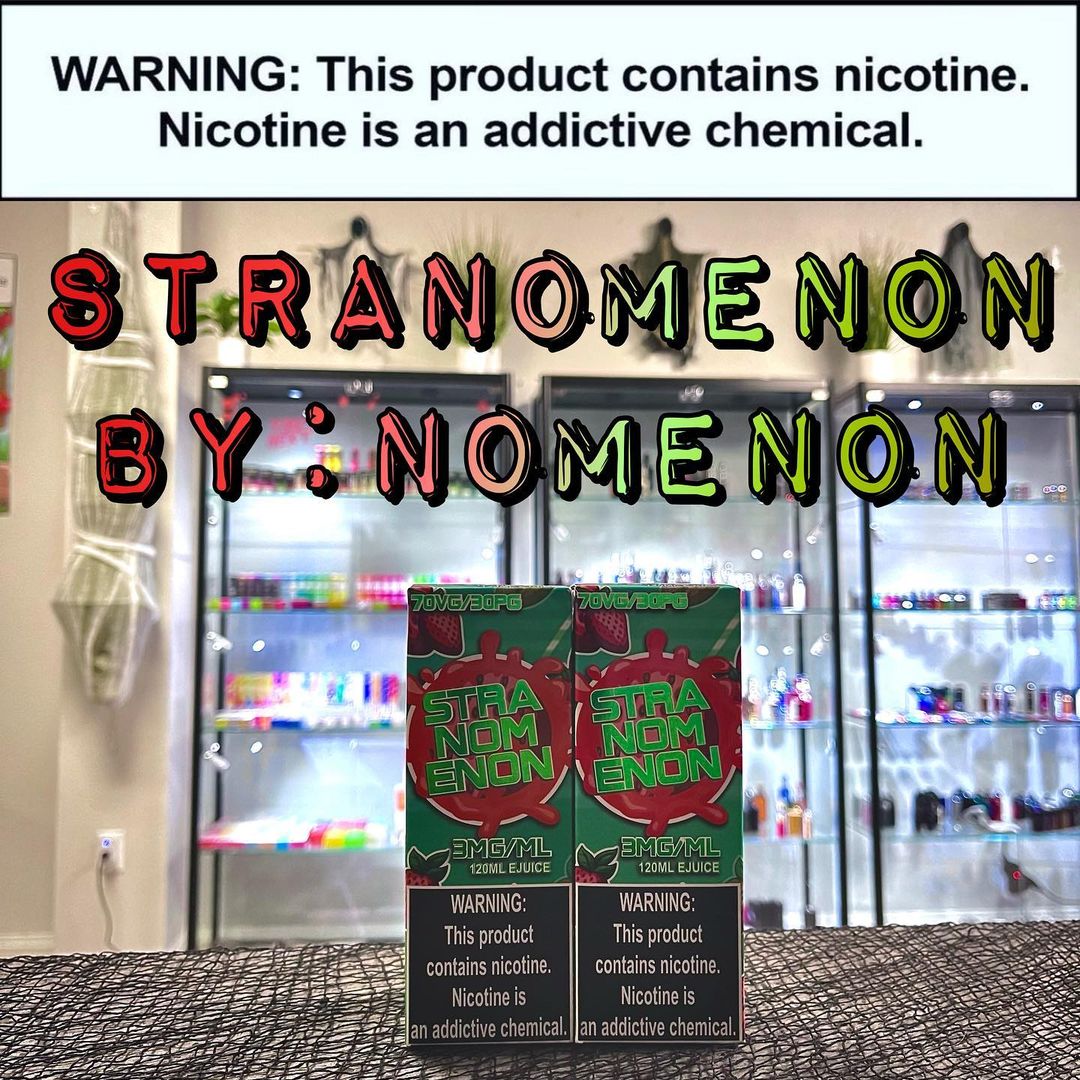 WARNING: This product contains nicotine.
Nicotine is an addictive chemical.
STRANOMENON
BY:NOMENON
70VG/30PG
STRA
NOM
ENON
3MG/ML
120ML EJUICE
WARNING:
This product
contains nicotine.
Nicotine is
an addictive chemical.
70VG/30PG
STRA
NOM
ENON
3MG/ML
120ML EJUICE
WARNING:
This product
contains nicotine.
Nicotine is
an addictive chemical.